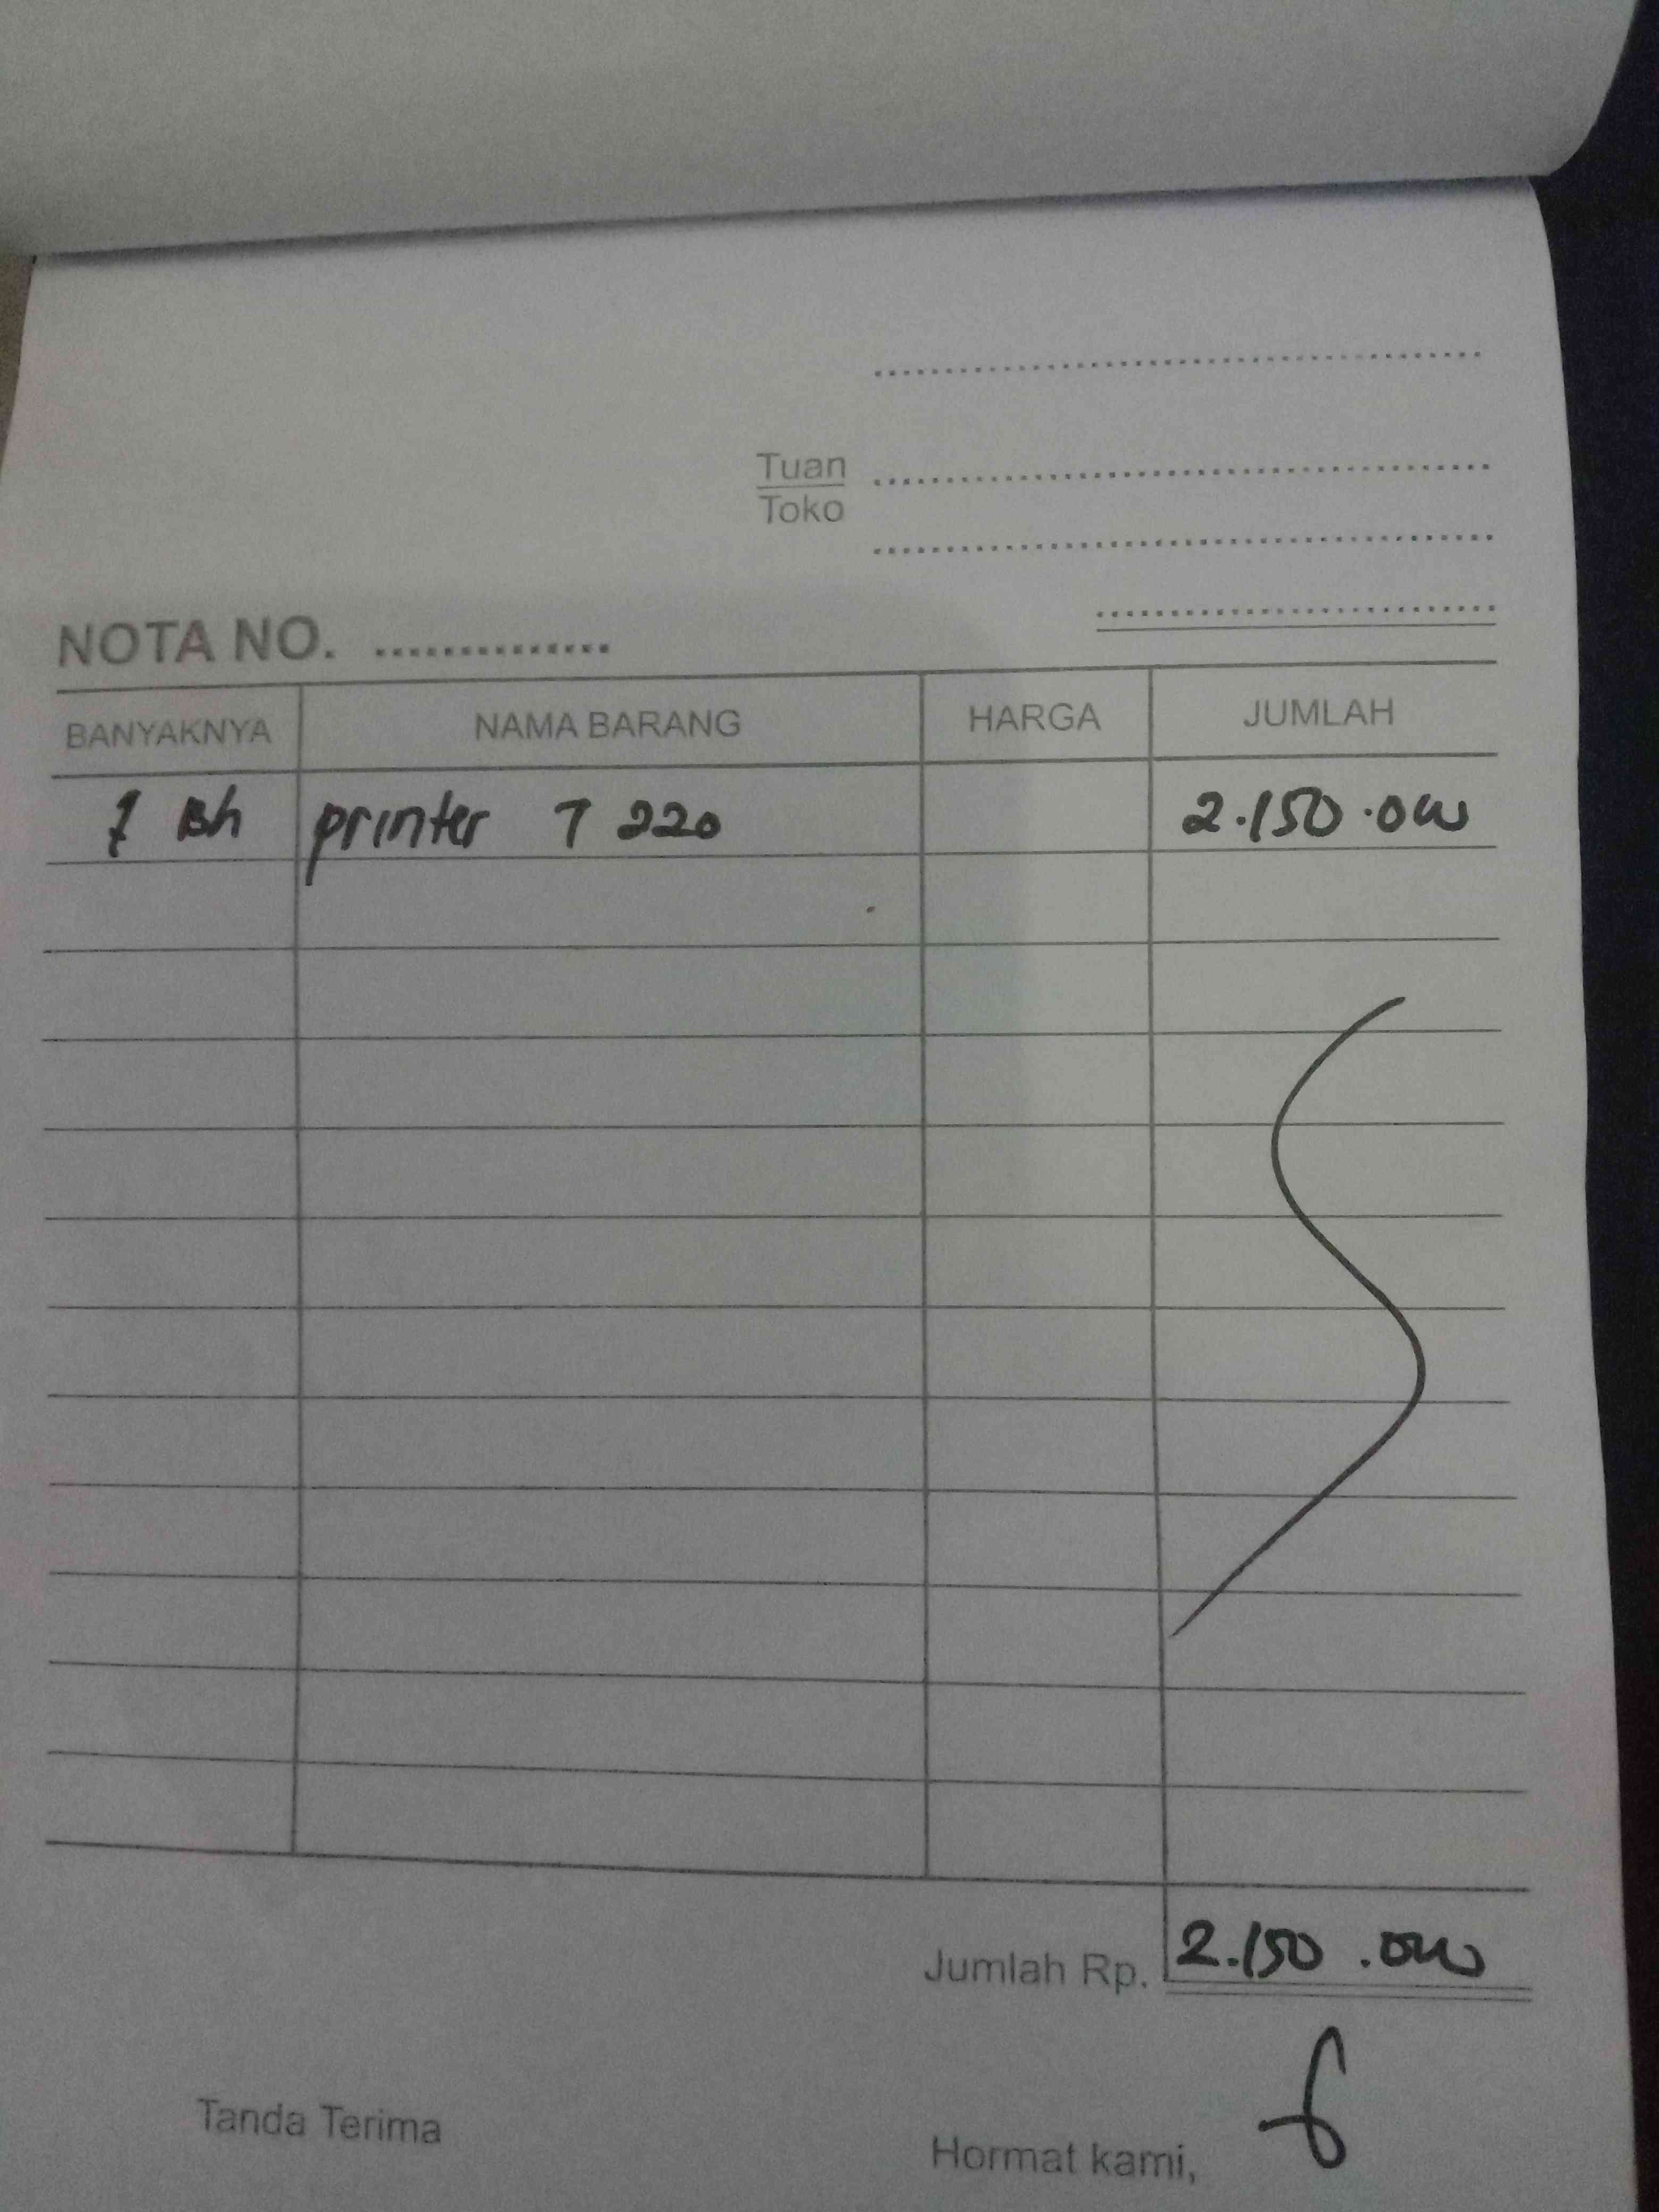 Tuan
Toko
NOTA NO. ..............
BANYAKNYA NAMA BARANG HARGA JUMLAH
1 Bh printer T 220 2.150.000
Jumlah Rp. 2.150.000
Tanda Terima
Hormat kami,